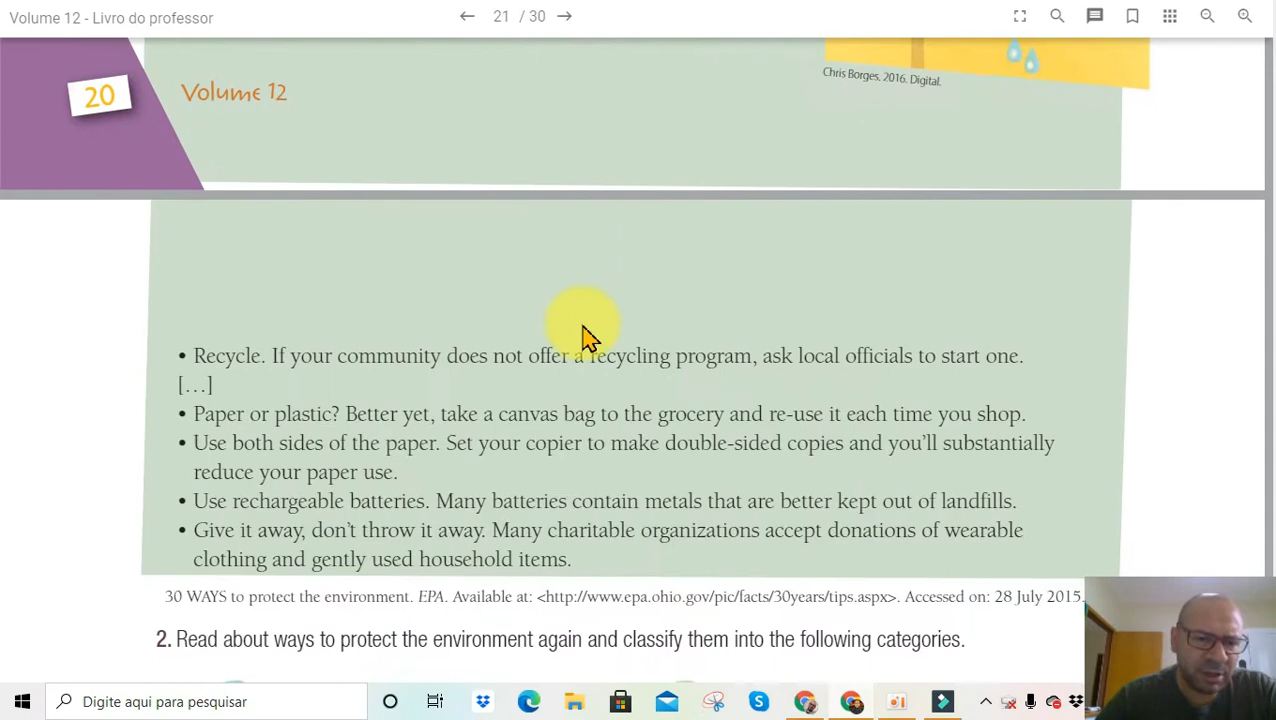 Volume 12 - Livro do professor
21 / 30
Chris Borges. 2016. Digital.
20
Volume 12
• Recycle. If your community does not offer a recycling program, ask local officials to start one.
[…]
• Paper or plastic? Better yet, take a canvas bag to the grocery and re-use it each time you shop.
• Use both sides of the paper. Set your copier to make double-sided copies and you’ll substantially
reduce your paper use.
• Use rechargeable batteries. Many batteries contain metals that are better kept out of landfills.
• Give it away, don’t throw it away. Many charitable organizations accept donations of wearable
clothing and gently used household items.
30 WAYS to protect the environment. EPA. Available at: <http://www.epa.ohio.gov/pic/facts/30years/tips.aspx>. Accessed on: 28 July 2015.
2. Read about ways to protect the environment again and classify them into the following categories.
Digite aqui para pesquisar